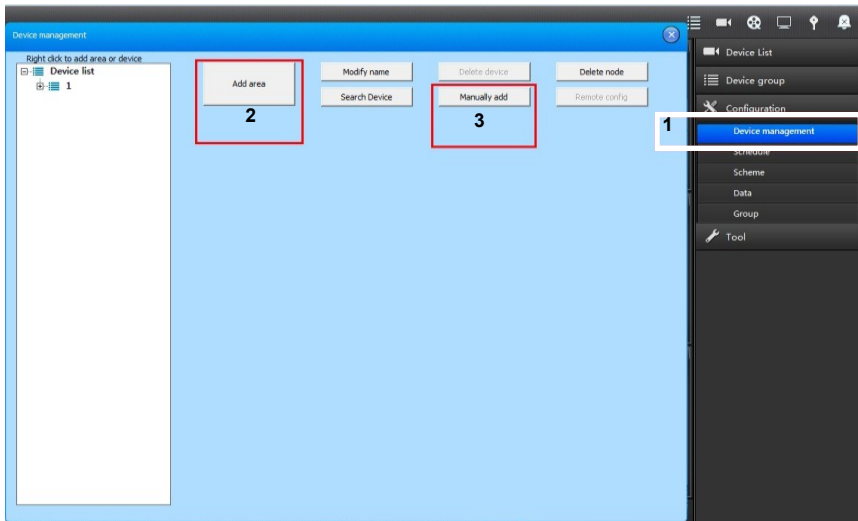 Device management
Right click to add area or device
Device list
1
Add area
Modify name
Delete device
Delete node
Search Device
Manually add
Remote config
2
3
1
Device List
Device group
Configuration
Device management
Schedule
Scheme
Data
Group
Tool